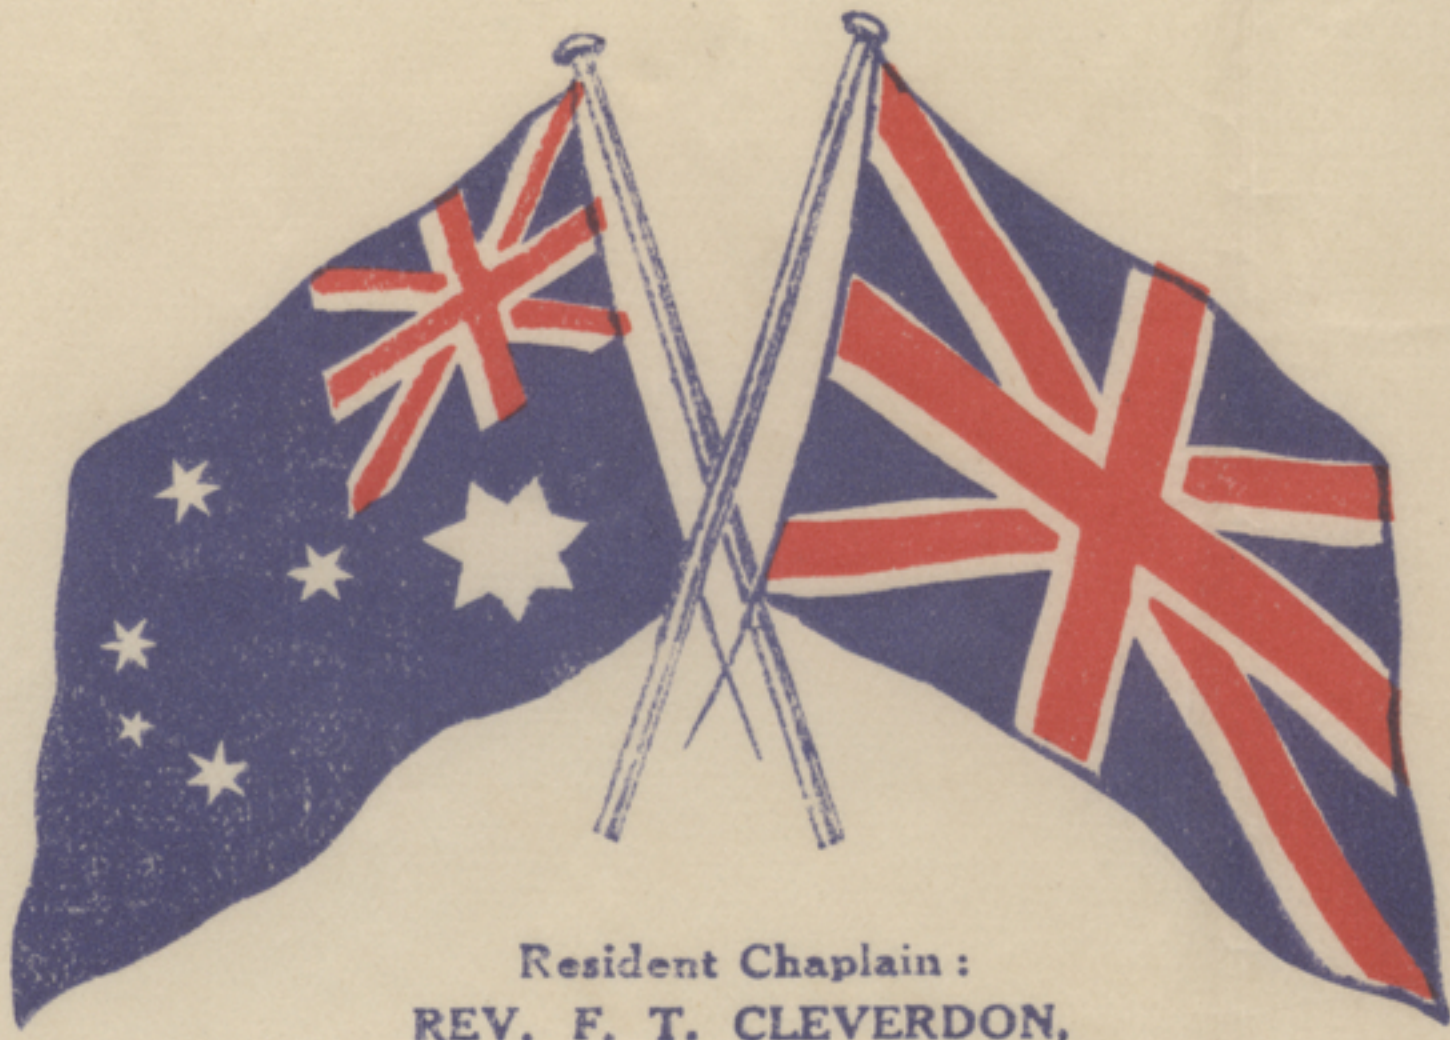 Resident Chaplain :
REV. F. T. CLEVERDON,